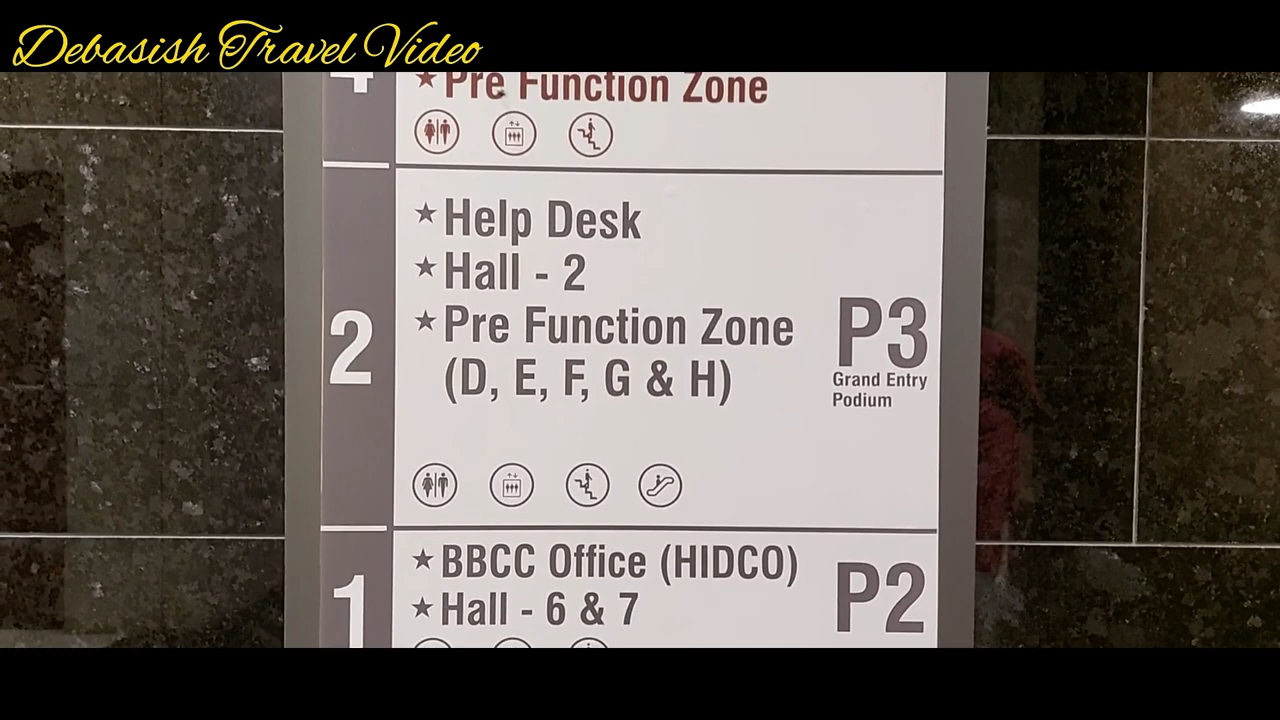 Debasish Travel Video
4
★ Pre Function Zone
★ Help Desk
★ Hall - 2
★ Pre Function Zone
(D, E, F, G & H)
2
P3
Grand Entry
Podium
★ BBCC Office (HIDCO)
★ Hall - 6 & 7
1
P2